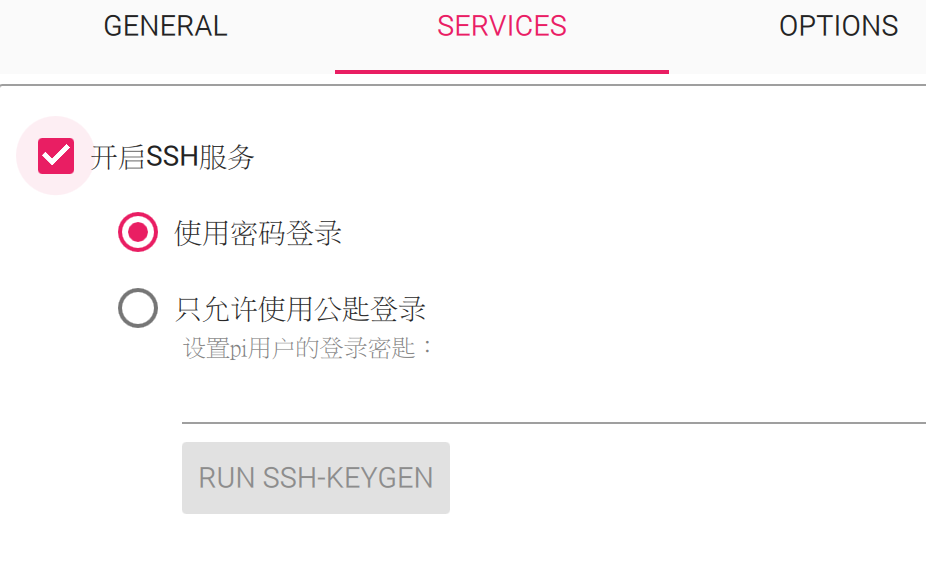 GENERAL SERVICES OPTIONS
开启SSH服务
使用密码登录
只允许使用公匙登录
设置pi用户的登录密匙：
RUN SSH-KEYGEN